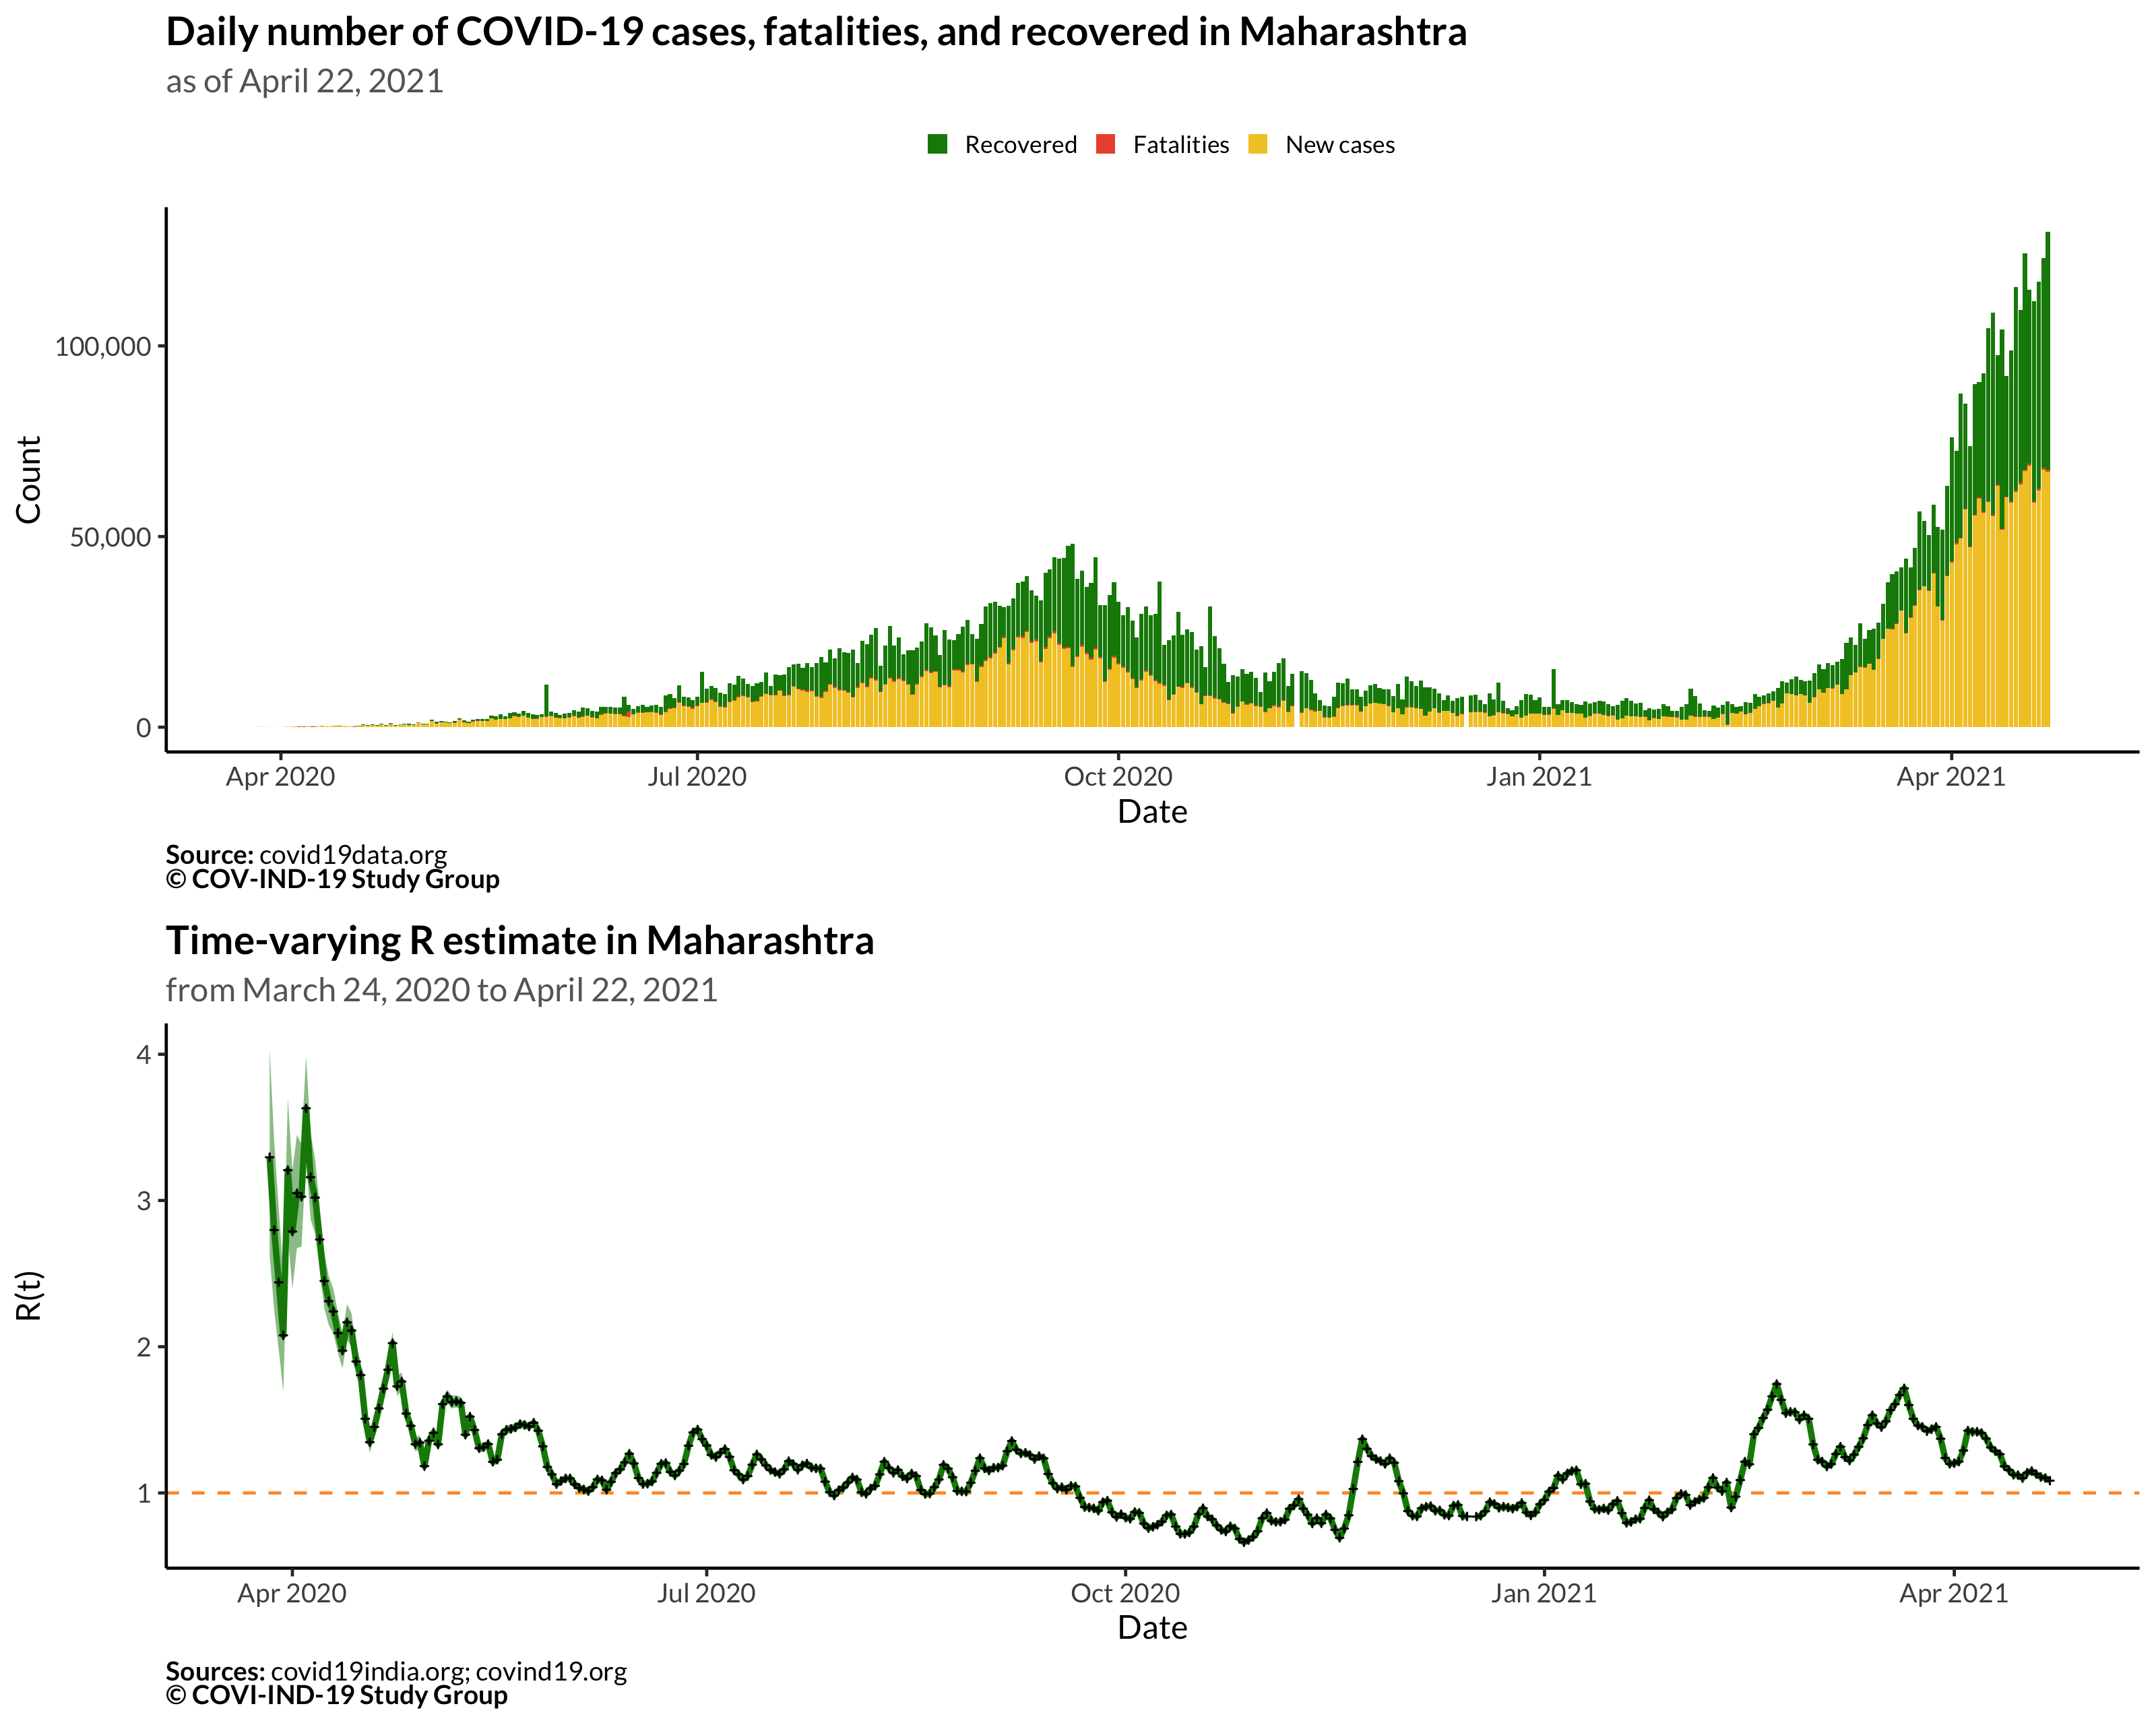 Daily number of COVID-19 cases, fatalities, and recovered in Maharashtra
as of April 22, 2021
Recovered Fatalities New cases
Count
100,000
50,000
0
Apr 2020 Jul 2020 Oct 2020 Jan 2021 Apr 2021
Date
Source: covid19data.org
© COV-IND-19 Study Group
Time-varying R estimate in Maharashtra
from March 24, 2020 to April 22, 2021
R(t)
4
3
2
1
Apr 2020 Jul 2020 Oct 2020 Jan 2021 Apr 2021
Date
Sources: covid19india.org; covind19.org
© COVI-IND-19 Study Group